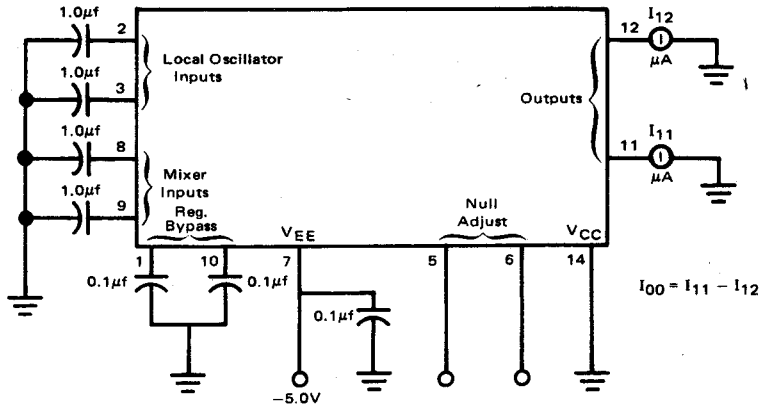 1.0μf
2
Local Oscillator
Inputs
1.0μf
3
1.0μf
8
Mixer
Inputs
1.0μf
9
Reg.
Bypass
VEE
Null
Adjust
VCC
Outputs
12
I12
μA
11
I11
μA
1
10
7
5
6
14
0.1μf
0.1μf
0.1μf
−5.0V
I00 = I11 − I12